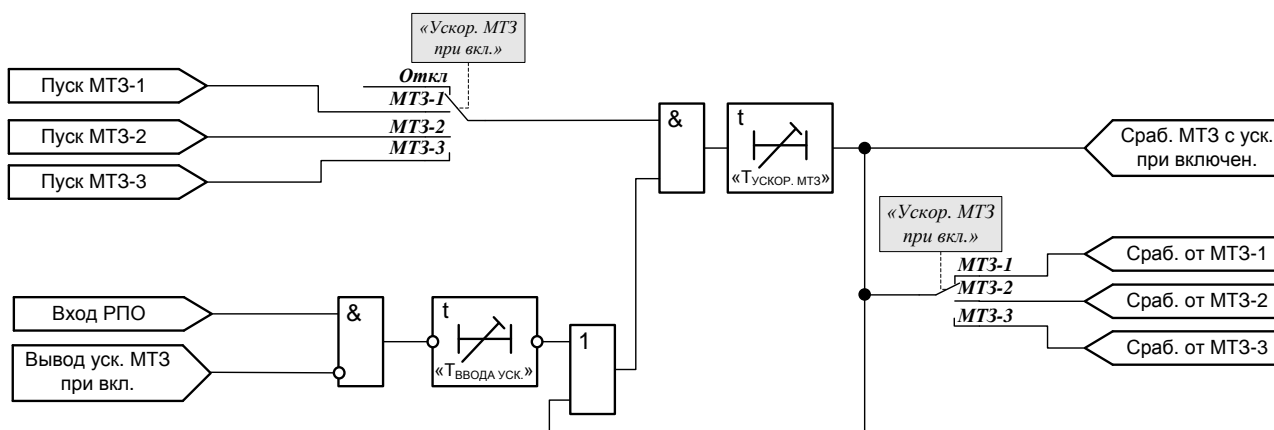 «Ускор. МТЗ
при вкл.»
Пуск МТЗ-1
Пуск МТЗ-2
Пуск МТЗ-3
Откл
МТЗ-1
МТЗ-2
МТЗ-3
&
t
«ТУСКОР. МТЗ»
Сраб. МТЗ с уск.
при включен.
«Ускор. МТЗ
при вкл.»
МТЗ-1
МТЗ-2
МТЗ-3
Сраб. от МТЗ-1
Сраб. от МТЗ-2
Сраб. от МТЗ-3
Вход РПО
Вывод уск. МТЗ
при вкл.
&
t
«ТВВОДА УСК.»
1